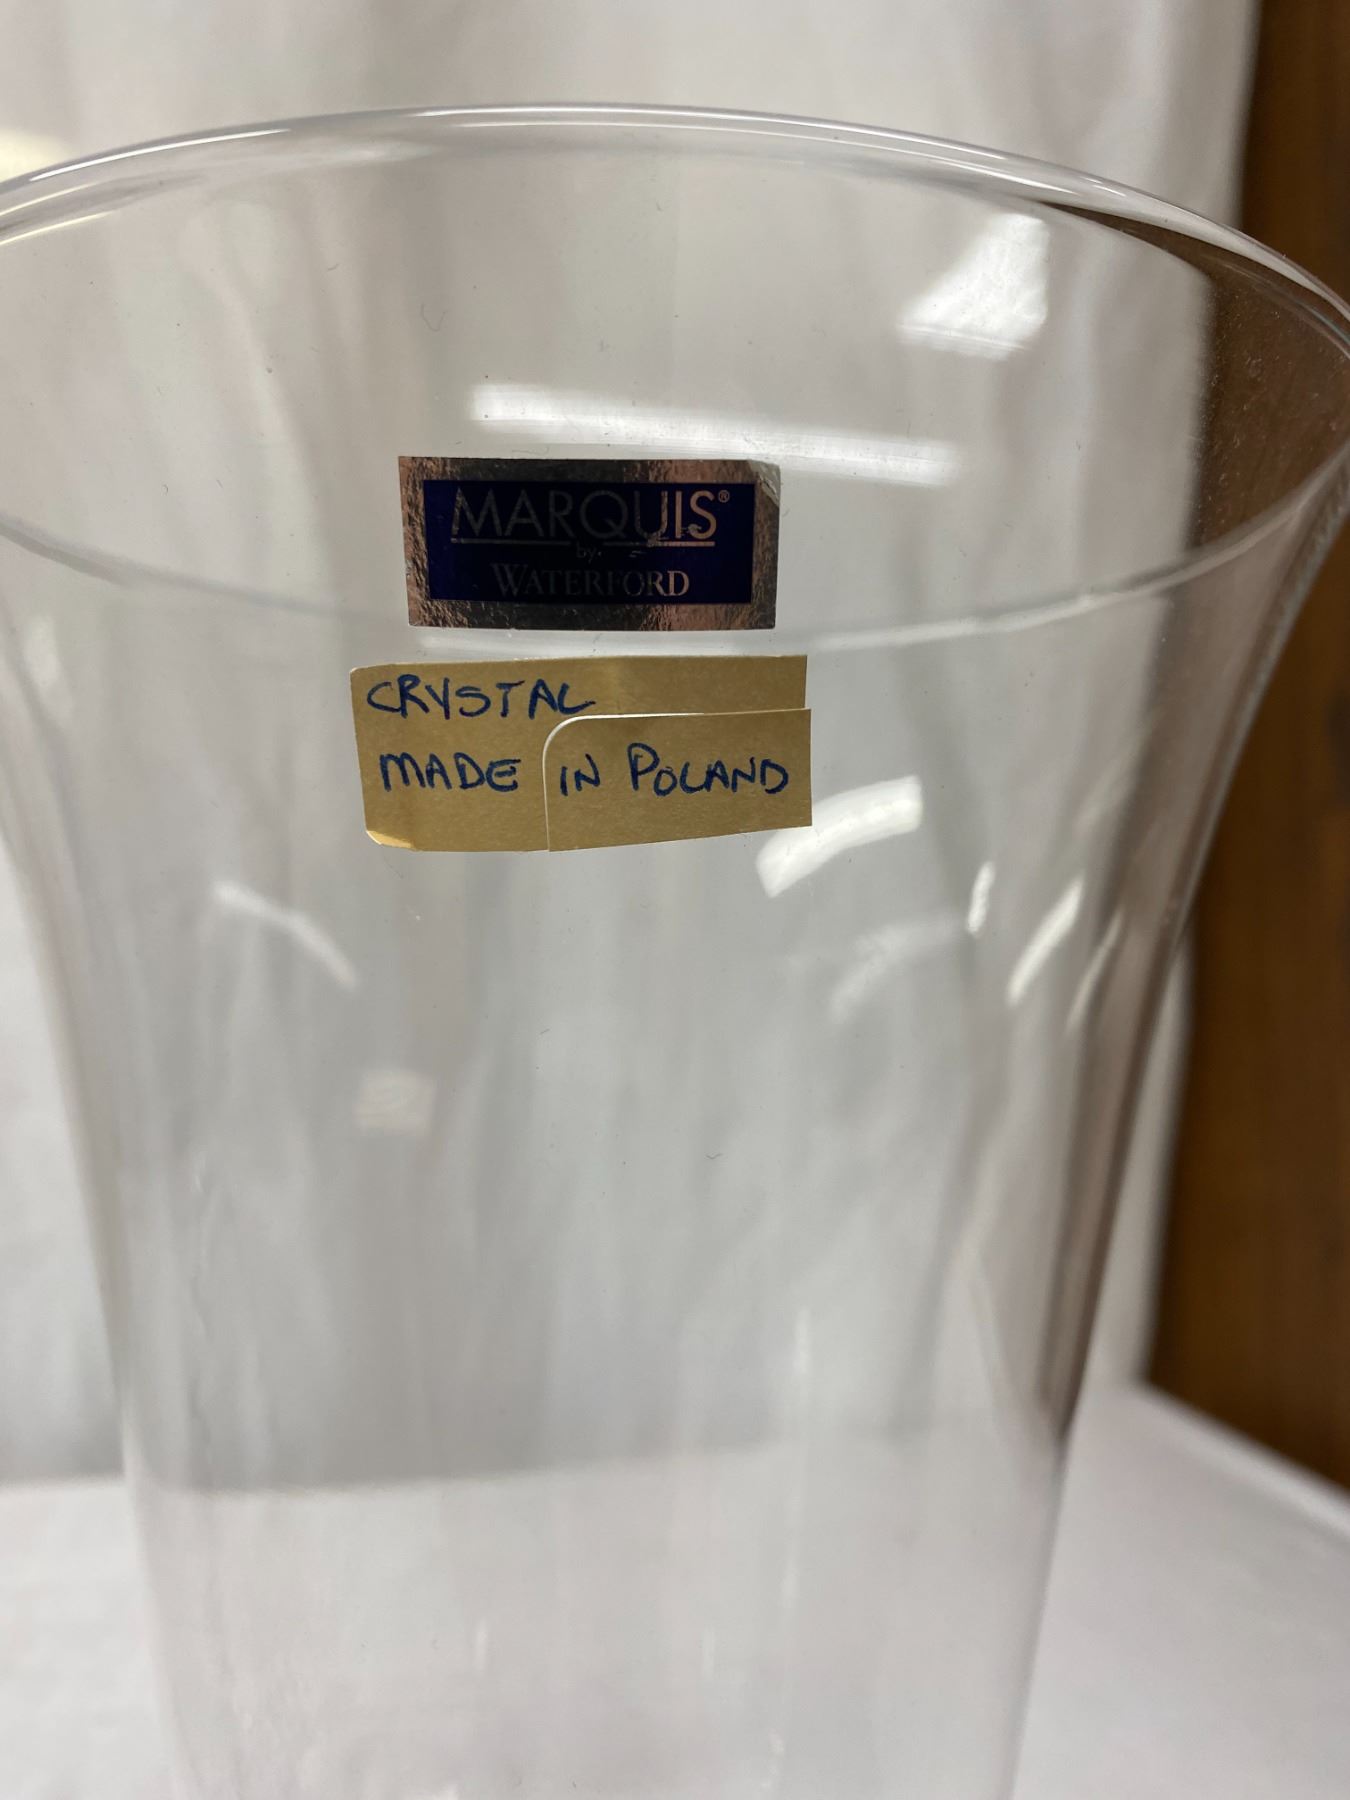 MARQUIS®
by
WATERFORD
CRYSTAL
MADE IN POLAND